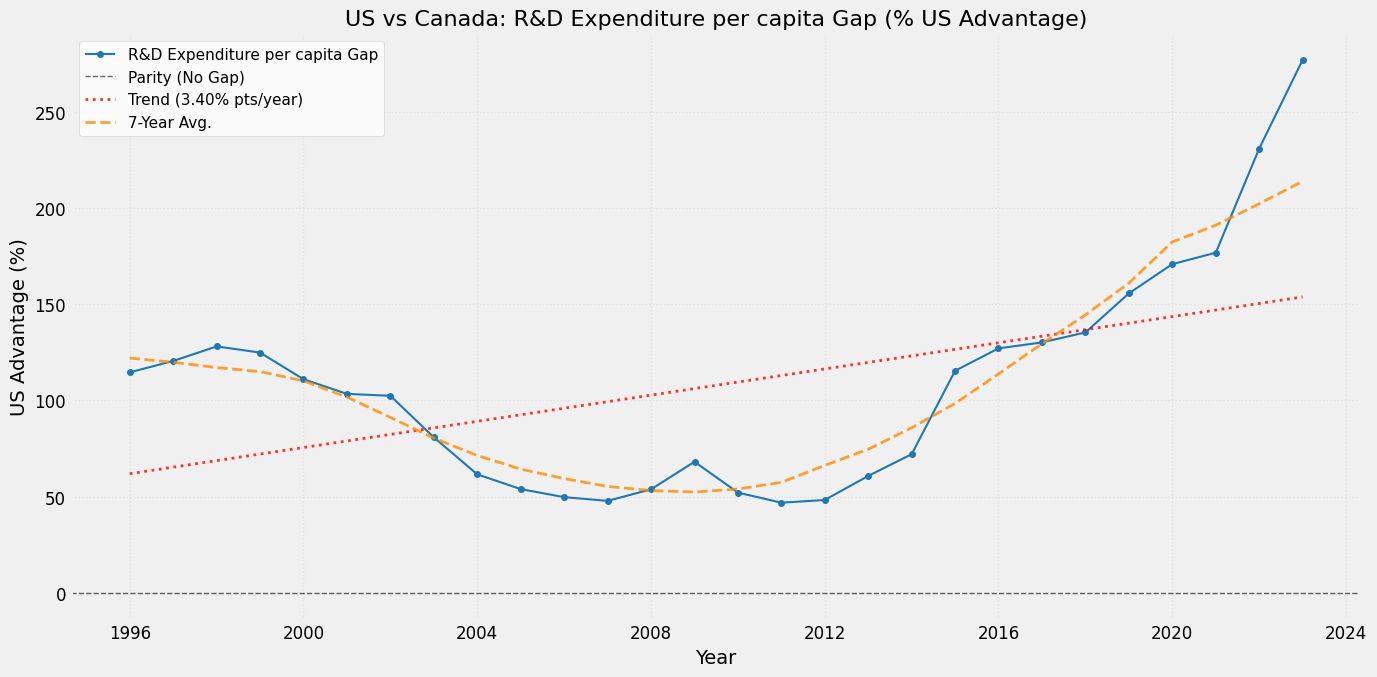 US vs Canada: R&D Expenditure per capita Gap (% US Advantage)
R&D Expenditure per capita Gap
Parity (No Gap)
Trend (3.40% pts/year)
7-Year Avg.
US Advantage (%)
250
200
150
100
50
0
1996 2000 2004 2008 2012 2016 2020 2024
Year